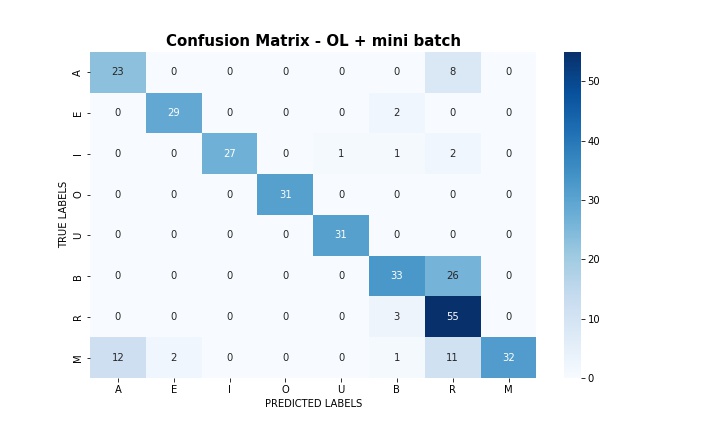 Confusion Matrix - OL + mini batch
A 23 0 0 0 0 0 8 0
E 0 29 0 0 0 2 0 0
I 0 0 27 0 1 1 2 0
O 0 0 0 31 0 0 0 0
U 0 0 0 0 31 0 0 0
B 0 0 0 0 0 33 26 0
R 0 0 0 0 0 3 55 0
M 12 2 0 0 0 1 11 32
A E I O U B R M
TRUE LABELS
PREDICTED LABELS
50
40
30
20
10
0